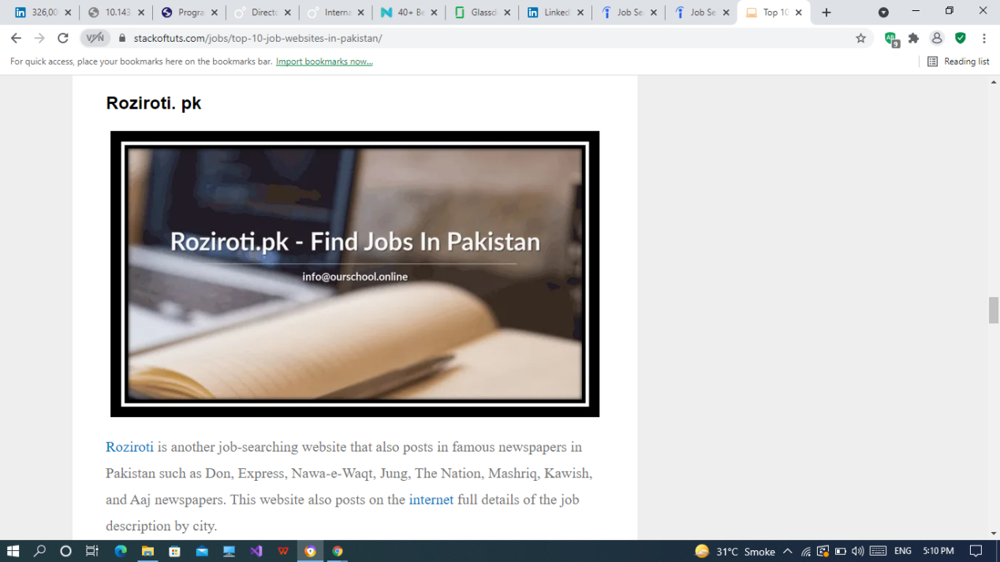 326,00
10.143
Progra
Directo
Interna
40+ Be
Glassd
Linked
Job Se
Job Se
Top 10
VPN
stackoftuts.com/jobs/top-10-job-websites-in-pakistan/
9
For quick access, place your bookmarks here on the bookmarks bar. Import bookmarks now...
Reading list
Roziroti. pk
Roziroti.pk - Find Jobs In Pakistan
info@ourschool.online
Roziroti is another job-searching website that also posts in famous newspapers in
Pakistan such as Don, Express, Nawa-e-Waqt, Jung, The Nation, Mashriq, Kawish,
and Aaj newspapers. This website also posts on the internet full details of the job
description by city.
31°C Smoke
ENG
5:10 PM